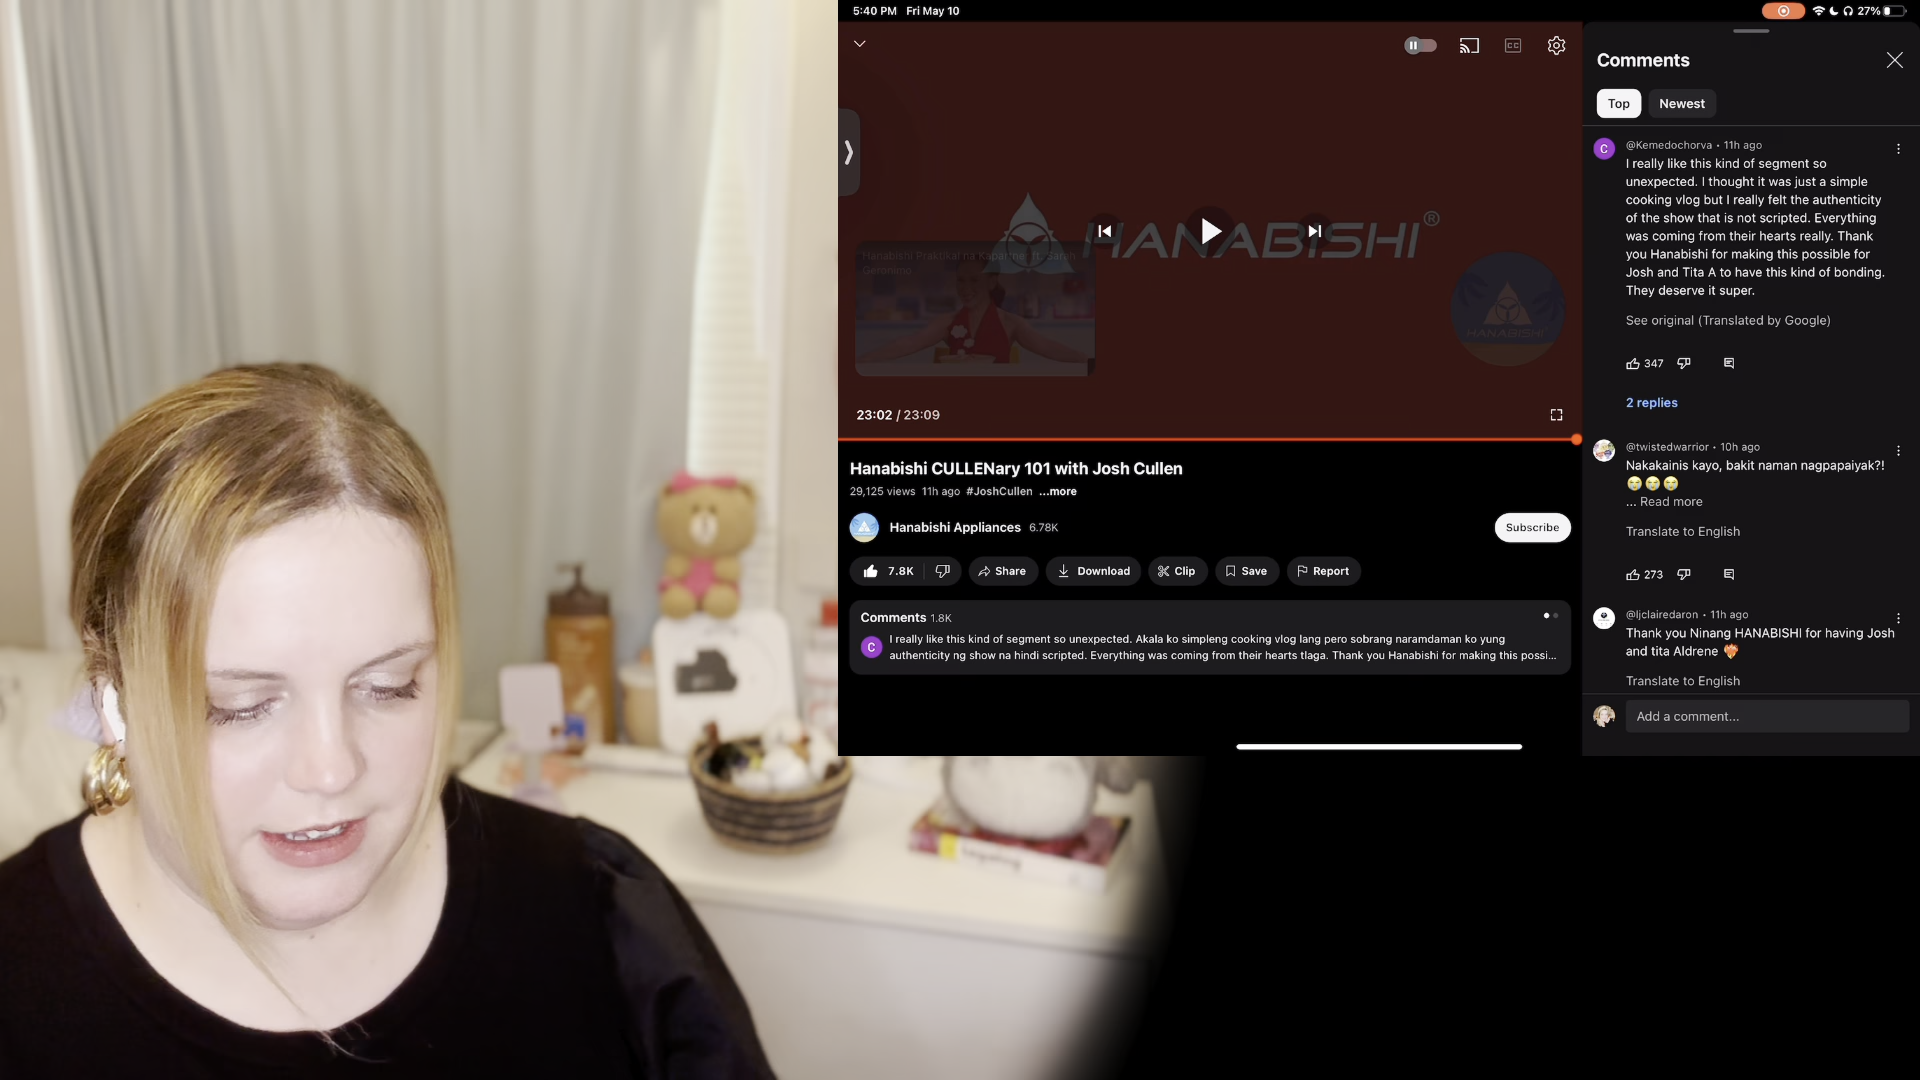 5:40 PM Fri May 10
27%
HANABISHI®
Hanabishi Praktikal na Kapartner ft. Sarah
Geronimo
HANABISHI
23:02 / 23:09
Hanabishi CULLENary 101 with Josh Cullen
29,125 views 11h ago #JoshCullen ...more
Hanabishi Appliances 6.78K
Subscribe
7.8K
Share
Download
Clip
Save
Report
Comments 1.8K
C
I really like this kind of segment so unexpected. Akala ko simpleng cooking vlog lang pero sobrang naramdaman ko yung
authenticity ng show na hindi scripted. Everything was coming from their hearts tlaga. Thank you Hanabishi for making this possi...
Comments
Top
Newest
C
@Kemedochorva • 11h ago
I really like this kind of segment so
unexpected. I thought it was just a simple
cooking vlog but I really felt the authenticity
of the show that is not scripted. Everything
was coming from their hearts really. Thank
you Hanabishi for making this possible for
Josh and Tita A to have this kind of bonding.
They deserve it super.
See original (Translated by Google)
347
2 replies
@twistedwarrior • 10h ago
Nakakainis kayo, bakit naman nagpapaiyak?!
😭😭😭
... Read more
Translate to English
273
@ljclairedaron • 11h ago
Thank you Ninang HANABISHI for having Josh
and tita Aldrene ❤️‍🔥
Translate to English
Add a comment...